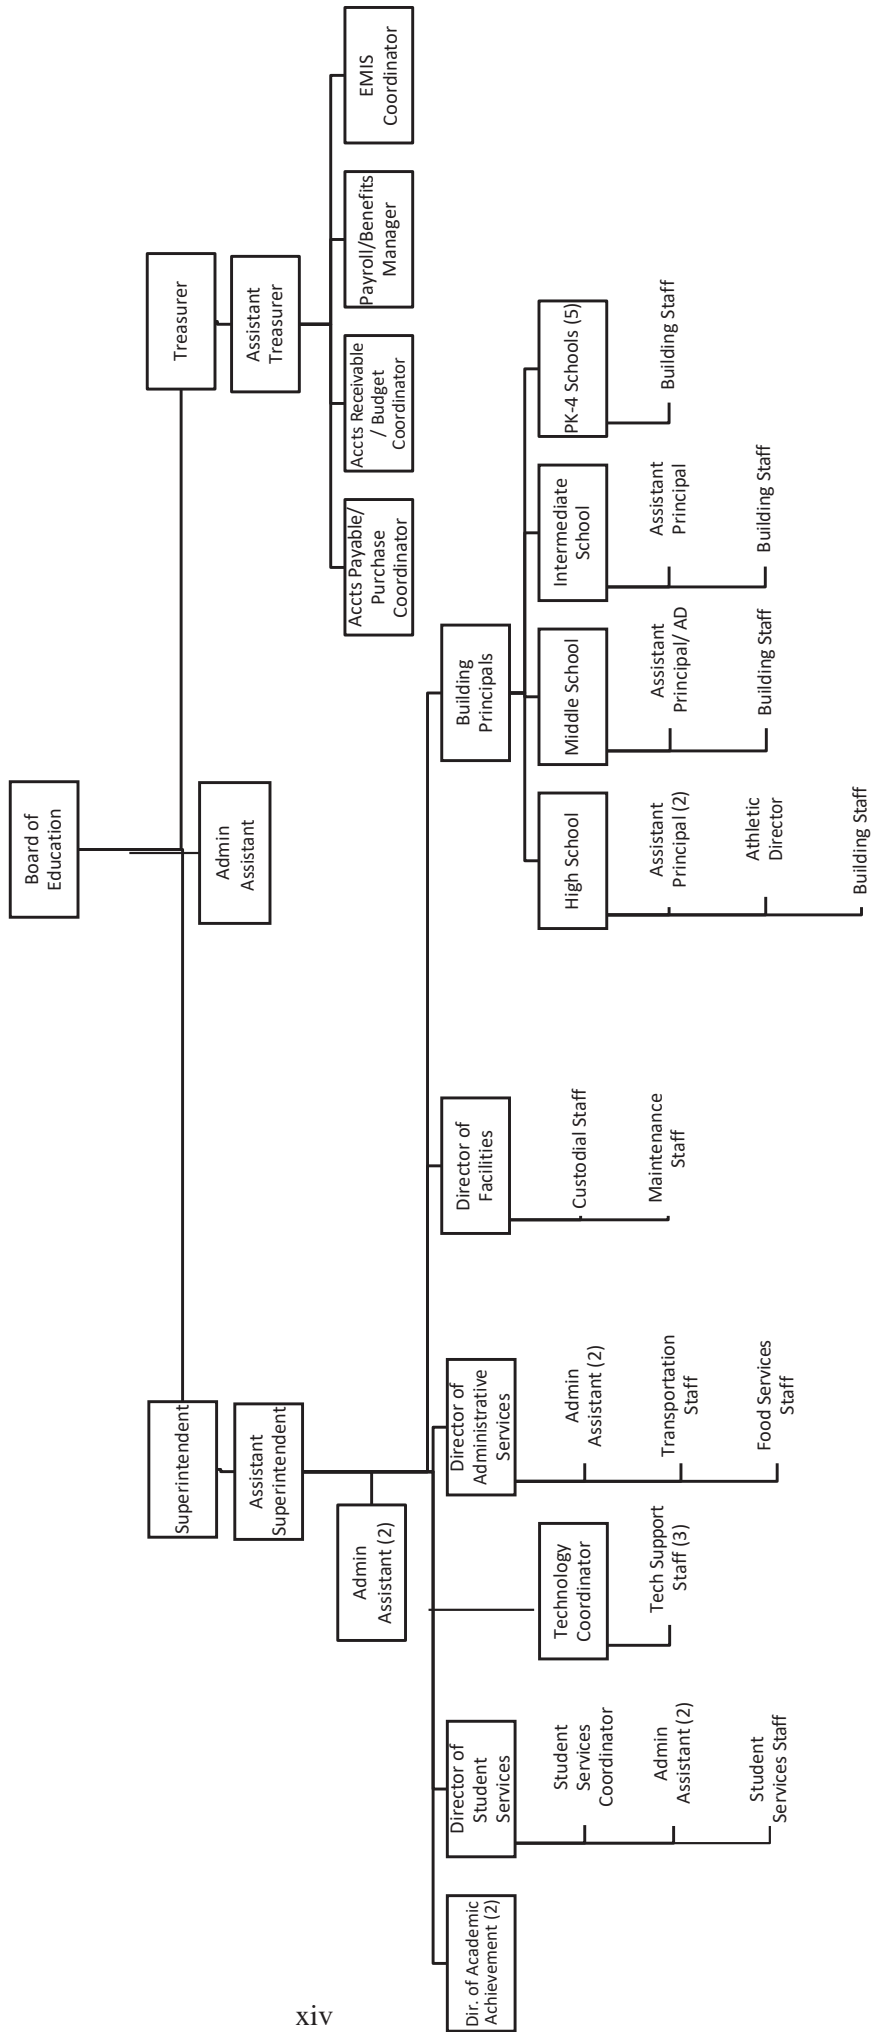 Board of
Education
Admin
Assistant
Superintendent
Treasurer
Assistant
Superintendent
Assistant
Treasurer
Admin
Assistant (2)
Accts Payable/
Purchase
Coordinator
Accts Receivable
/ Budget
Coordinator
Payroll/Benefits
Manager
EMIS
Coordinator
Dir. of Academic
Achievement (2)
Director of
Student
Services
Student
Services
Coordinator
Admin
Assistant (2)
Student
Services Staff
Technology
Coordinator
Tech Support
Staff (3)
Director of
Administrative
Services
Admin
Assistant (2)
Transportation
Staff
Food Services
Staff
Director of
Facilities
Custodial Staff
Maintenance
Staff
Building
Principals
High School
Assistant
Principal (2)
Athletic
Director
Building Staff
Middle School
Assistant
Principal/ AD
Building Staff
Intermediate
School
Assistant
Principal
Building Staff
PK-4 Schools (5)
Building Staff
xiv